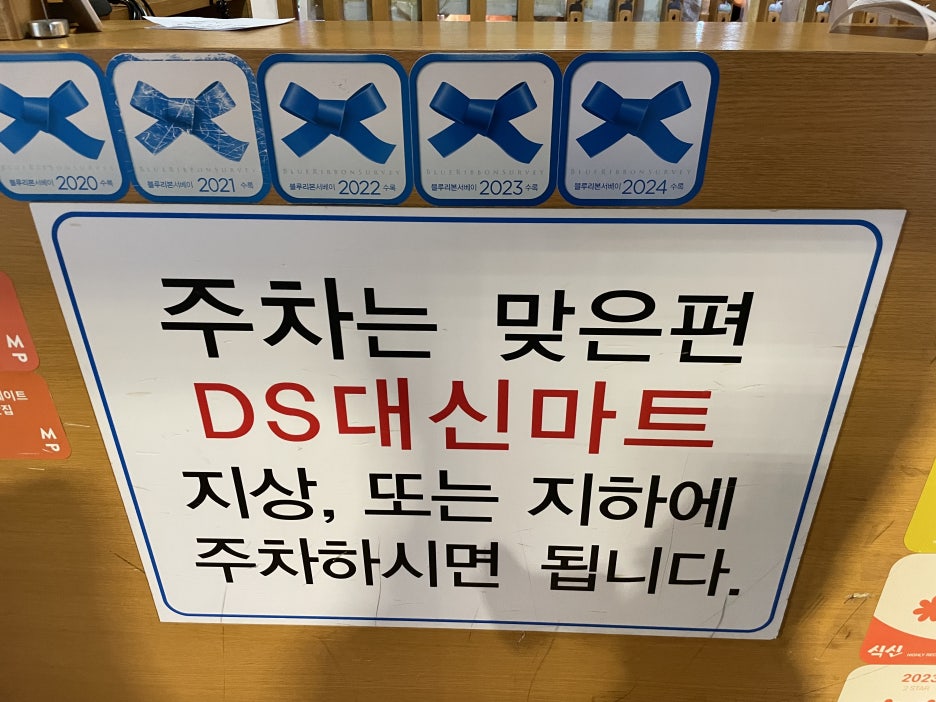 BLUERIBBONSURVEY
블루리본서베이 2020 수록
BLUERIBBONSURVEY
블루리본서베이 2021 수록
BLUERIBBONSURVEY
블루리본서베이 2022 수록
BLUERIBBONSURVEY
블루리본서베이 2023 수록
BLUERIBBONSURVEY
블루리본서베이 2024 수록
주차는 맞은편
DS대신마트
지상, 또는 지하에
주차하시면 됩니다.
MP
MP
식신
2023
2 STAR